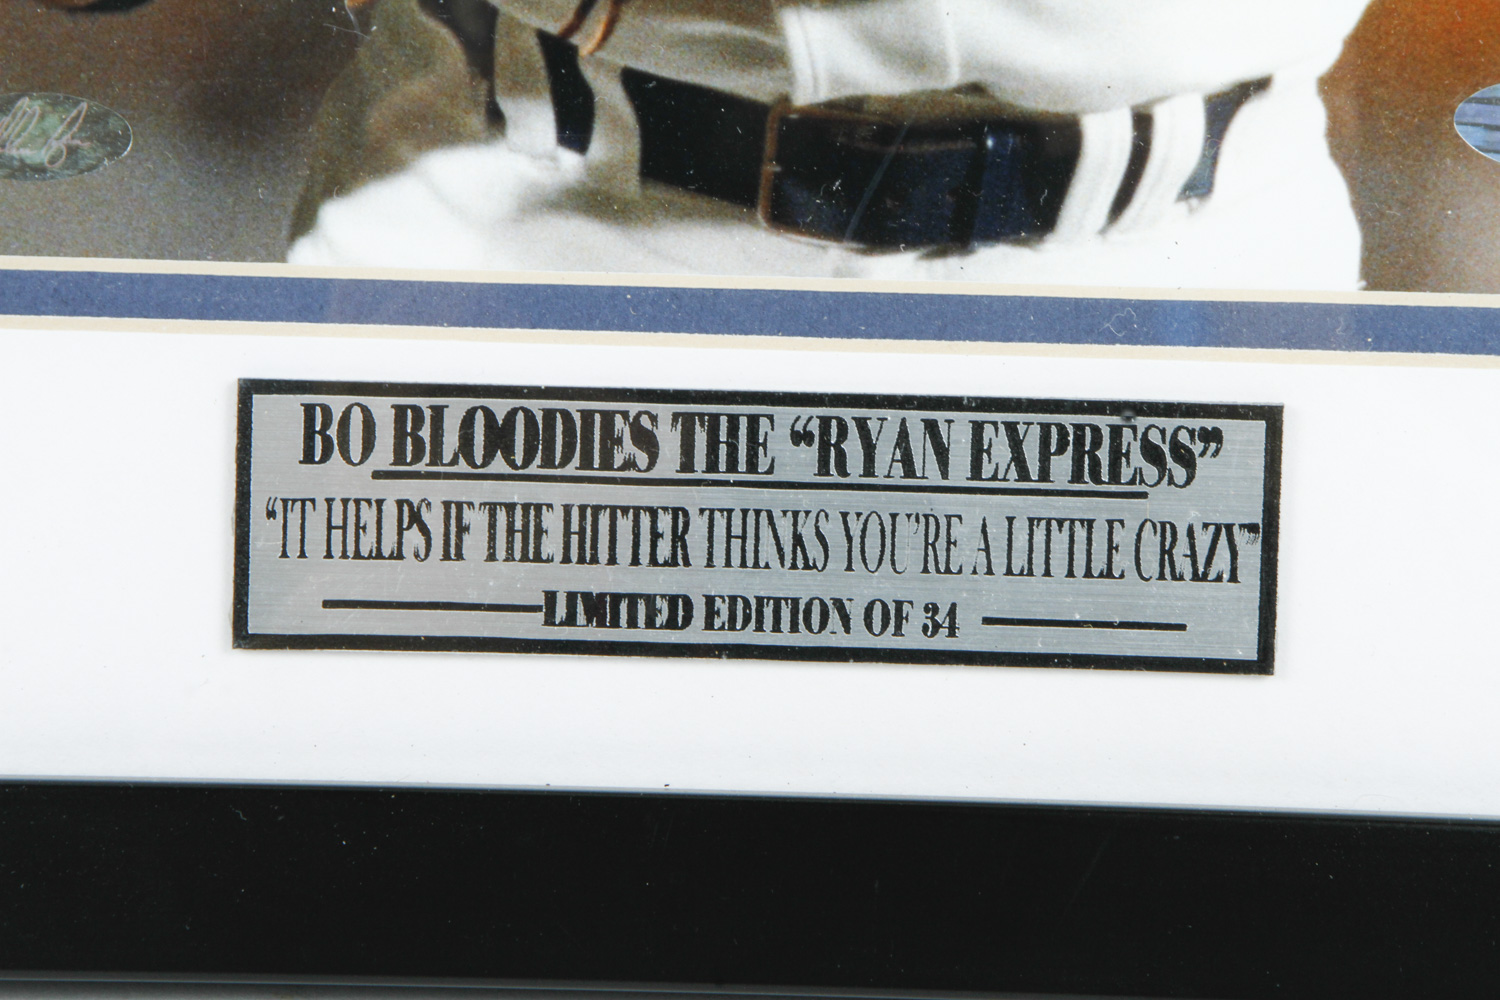 BO BLOODIES THE “RYAN EXPRESS”
“IT HELPS IF THE HITTER THINKS YOU’RE A LITTLE CRAZY”
LIMITED EDITION OF 34